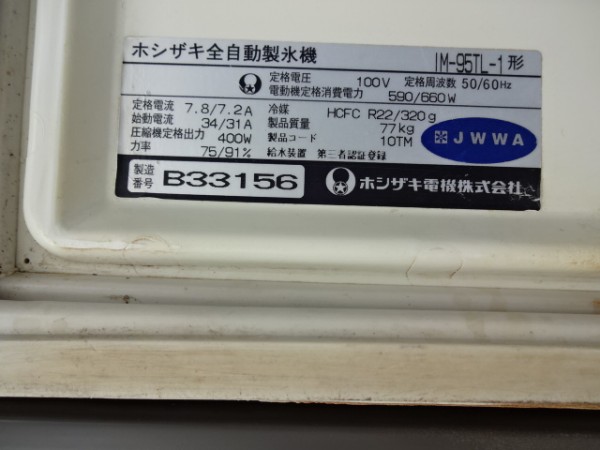 ホシザキ全自動製氷機 IM-95TL-1形
定格電圧 100V 定格周波数 50/60Hz
電動機定格消費電力 590/660W
定格電流 7.8/7.2A 冷媒 HCFC R22/320g
始動電流 34/31A 製品質量 77kg
圧縮機定格出力 400W 製品コード 10TM
力率 75/91% 給水装置 第三者認証登録
JWWA
製造番号 B33156 ホシザキ電機株式会社